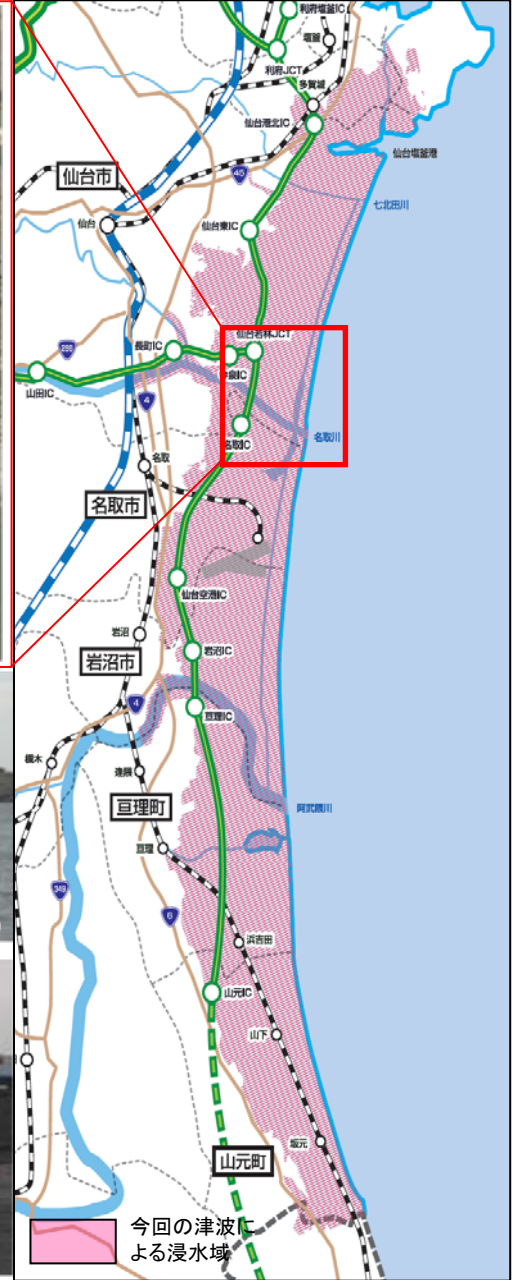 利府塩釜IC
塩釜
利府JCT
多賀城
仙台港北IC
仙台塩釜港
仙台市
45
七北田川
仙台
仙台東IC
仙台若林JCT
長町IC
286
今泉IC
山田IC
4
名取IC
名取川
名取
名取市
仙台空港IC
岩沼
岩沼IC
岩沼市
4
亘理IC
槻木
逢隈
亘理町
阿武隈川
亘理
349
6
浜吉田
山元IC
山下
坂元
山元町
今回の津波に
よる浸水域